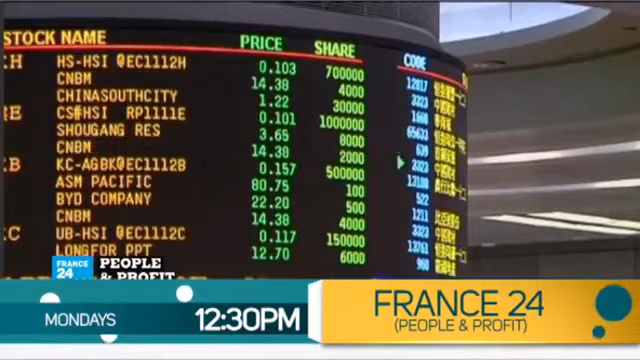 STOCK NAME PRICE SHARE CODE
KH HS-HSI @EC1112H 0.103 700000 12817
CNBM 14.38 4000 3323
CHINASOUTHCITY 1.22 30000 1668
CS#HSI RP1111E 0.101 1000000 65633
SHOUGANG RES 3.65 8000 639
CNBM 14.38 2000 3323
KC-AGBK@EC1112B 0.157 500000 13180
ASM PACIFIC 80.75 100 522
BYD COMPANY 22.20 500 1211
CNBM 14.38 4000 3323
UB-HSI @EC1112C 0.117 150000 13761
LONGFOR PPT 12.70 6000 960
FRANCE 24 PEOPLE & PROFIT
MONDAYS 12:30PM
FRANCE 24
(PEOPLE & PROFIT)